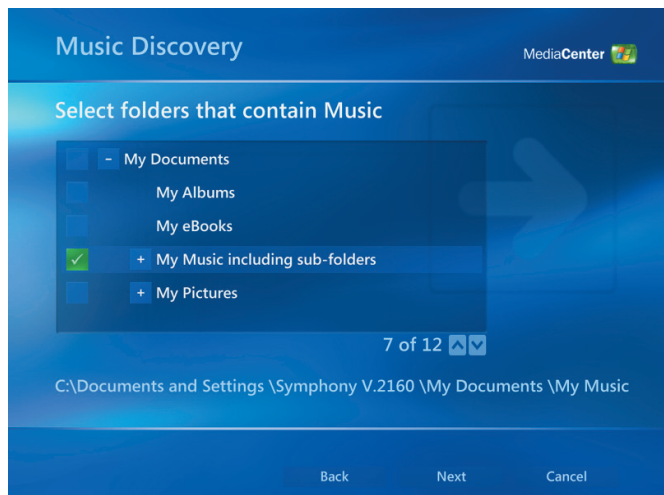 Music Discovery
MediaCenter
Select folders that contain Music
- My Documents
My Albums
My eBooks
+ My Music including sub-folders
+ My Pictures
7 of 12
C:\Documents and Settings \Symphony V.2160 \My Documents \My Music
Back Next Cancel